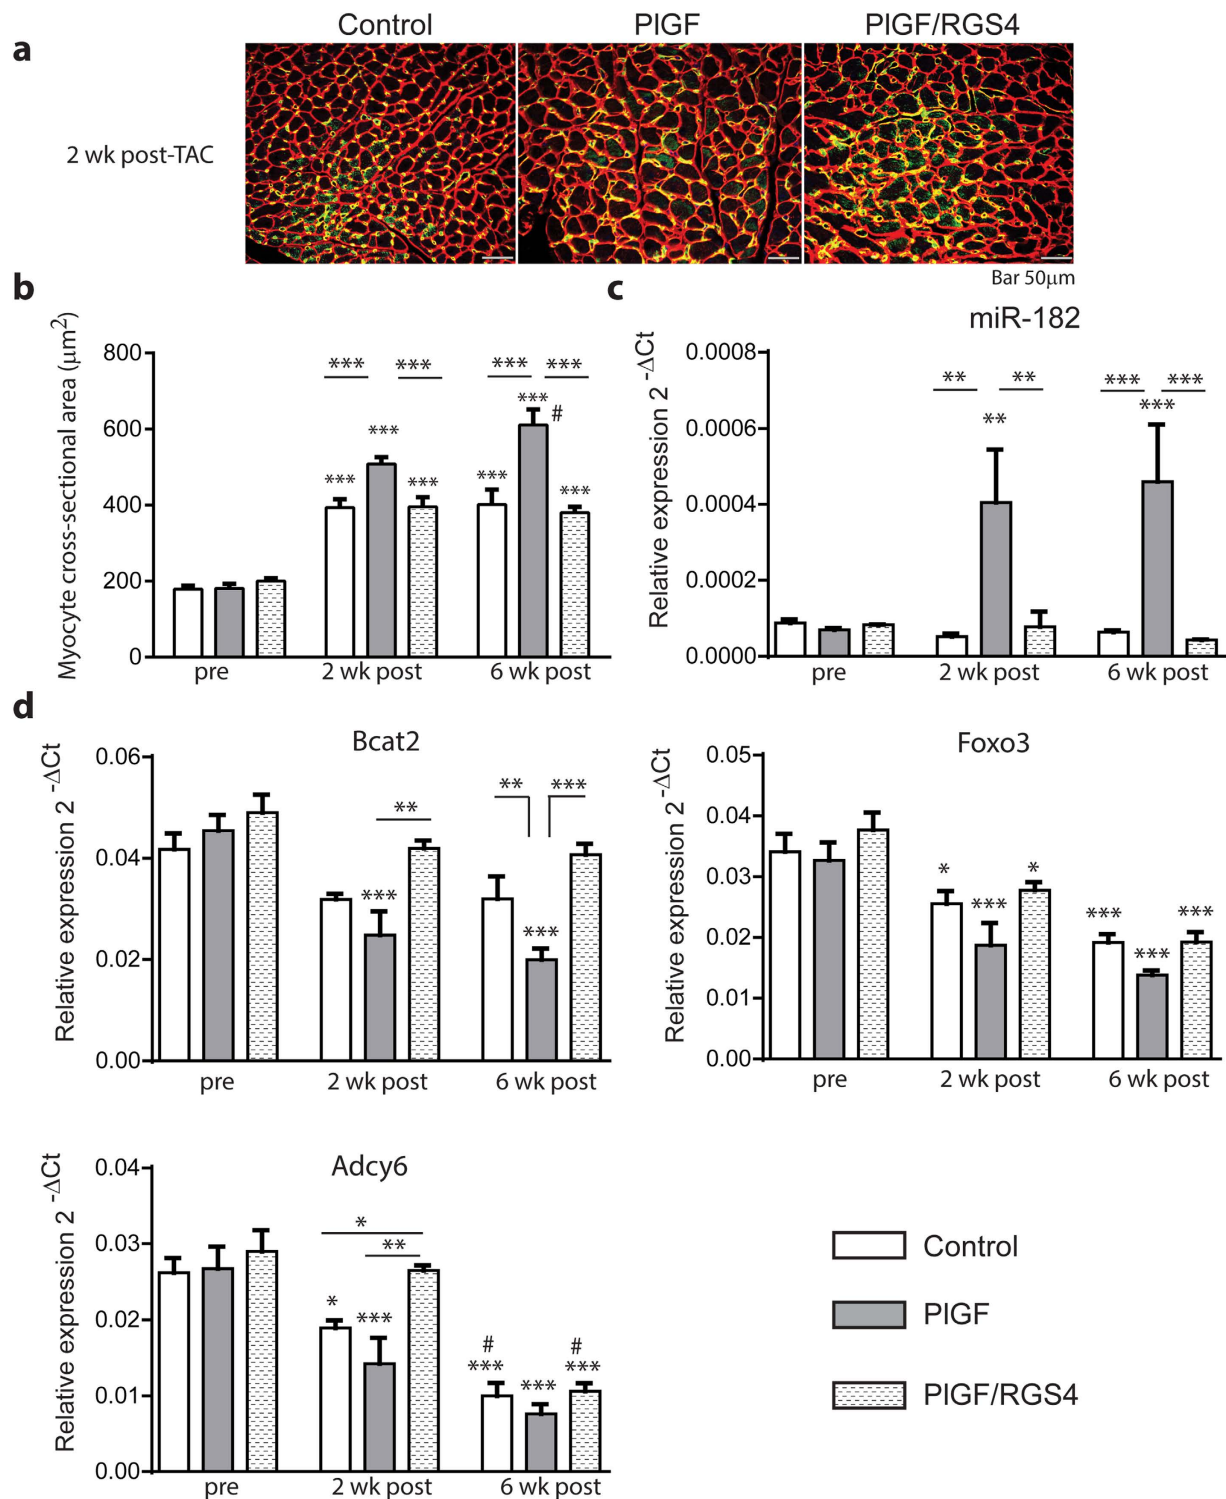 Control PlGF PlGF/RGS4
a
2 wk post-TAC
Bar 50μm
b
Myocyte cross-sectional area (μm2)
800
600
400
200
0
*** ***
*** *** ***
*** ***
*** *** #
***
pre 2 wk post 6 wk post
c
miR-182
Relative expression 2 -ΔCt
0.0008
0.0006
0.0004
0.0002
0.0000
** **
**
*** ***
***
pre 2 wk post 6 wk post
d
Bcat2
Relative expression 2 -ΔCt
0.06
0.04
0.02
0.00
**
***
** ***
***
pre 2 wk post 6 wk post
Foxo3
Relative expression 2 -ΔCt
0.05
0.04
0.03
0.02
0.01
0.00
* *** *
*** *** ***
pre 2 wk post 6 wk post
Adcy6
Relative expression 2 -ΔCt
0.04
0.03
0.02
0.01
0.00
*
**
* ***
# #
*** *** ***
pre 2 wk post 6 wk post
Control
PlGF
PlGF/RGS4